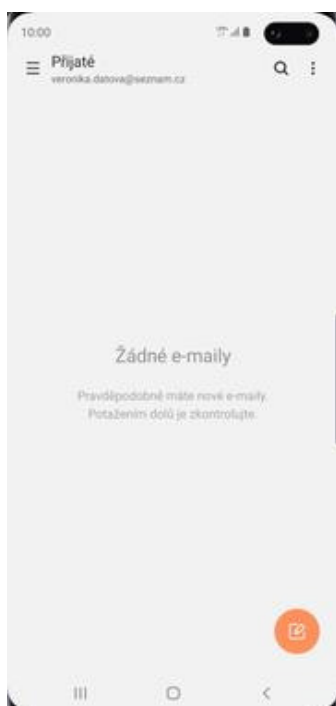 10:00
Přijaté
veronika.datova@seznam.cz
Žádné e-maily
Pravděpodobně máte nové e-maily.
Potažením dolů je zkontrolujte.